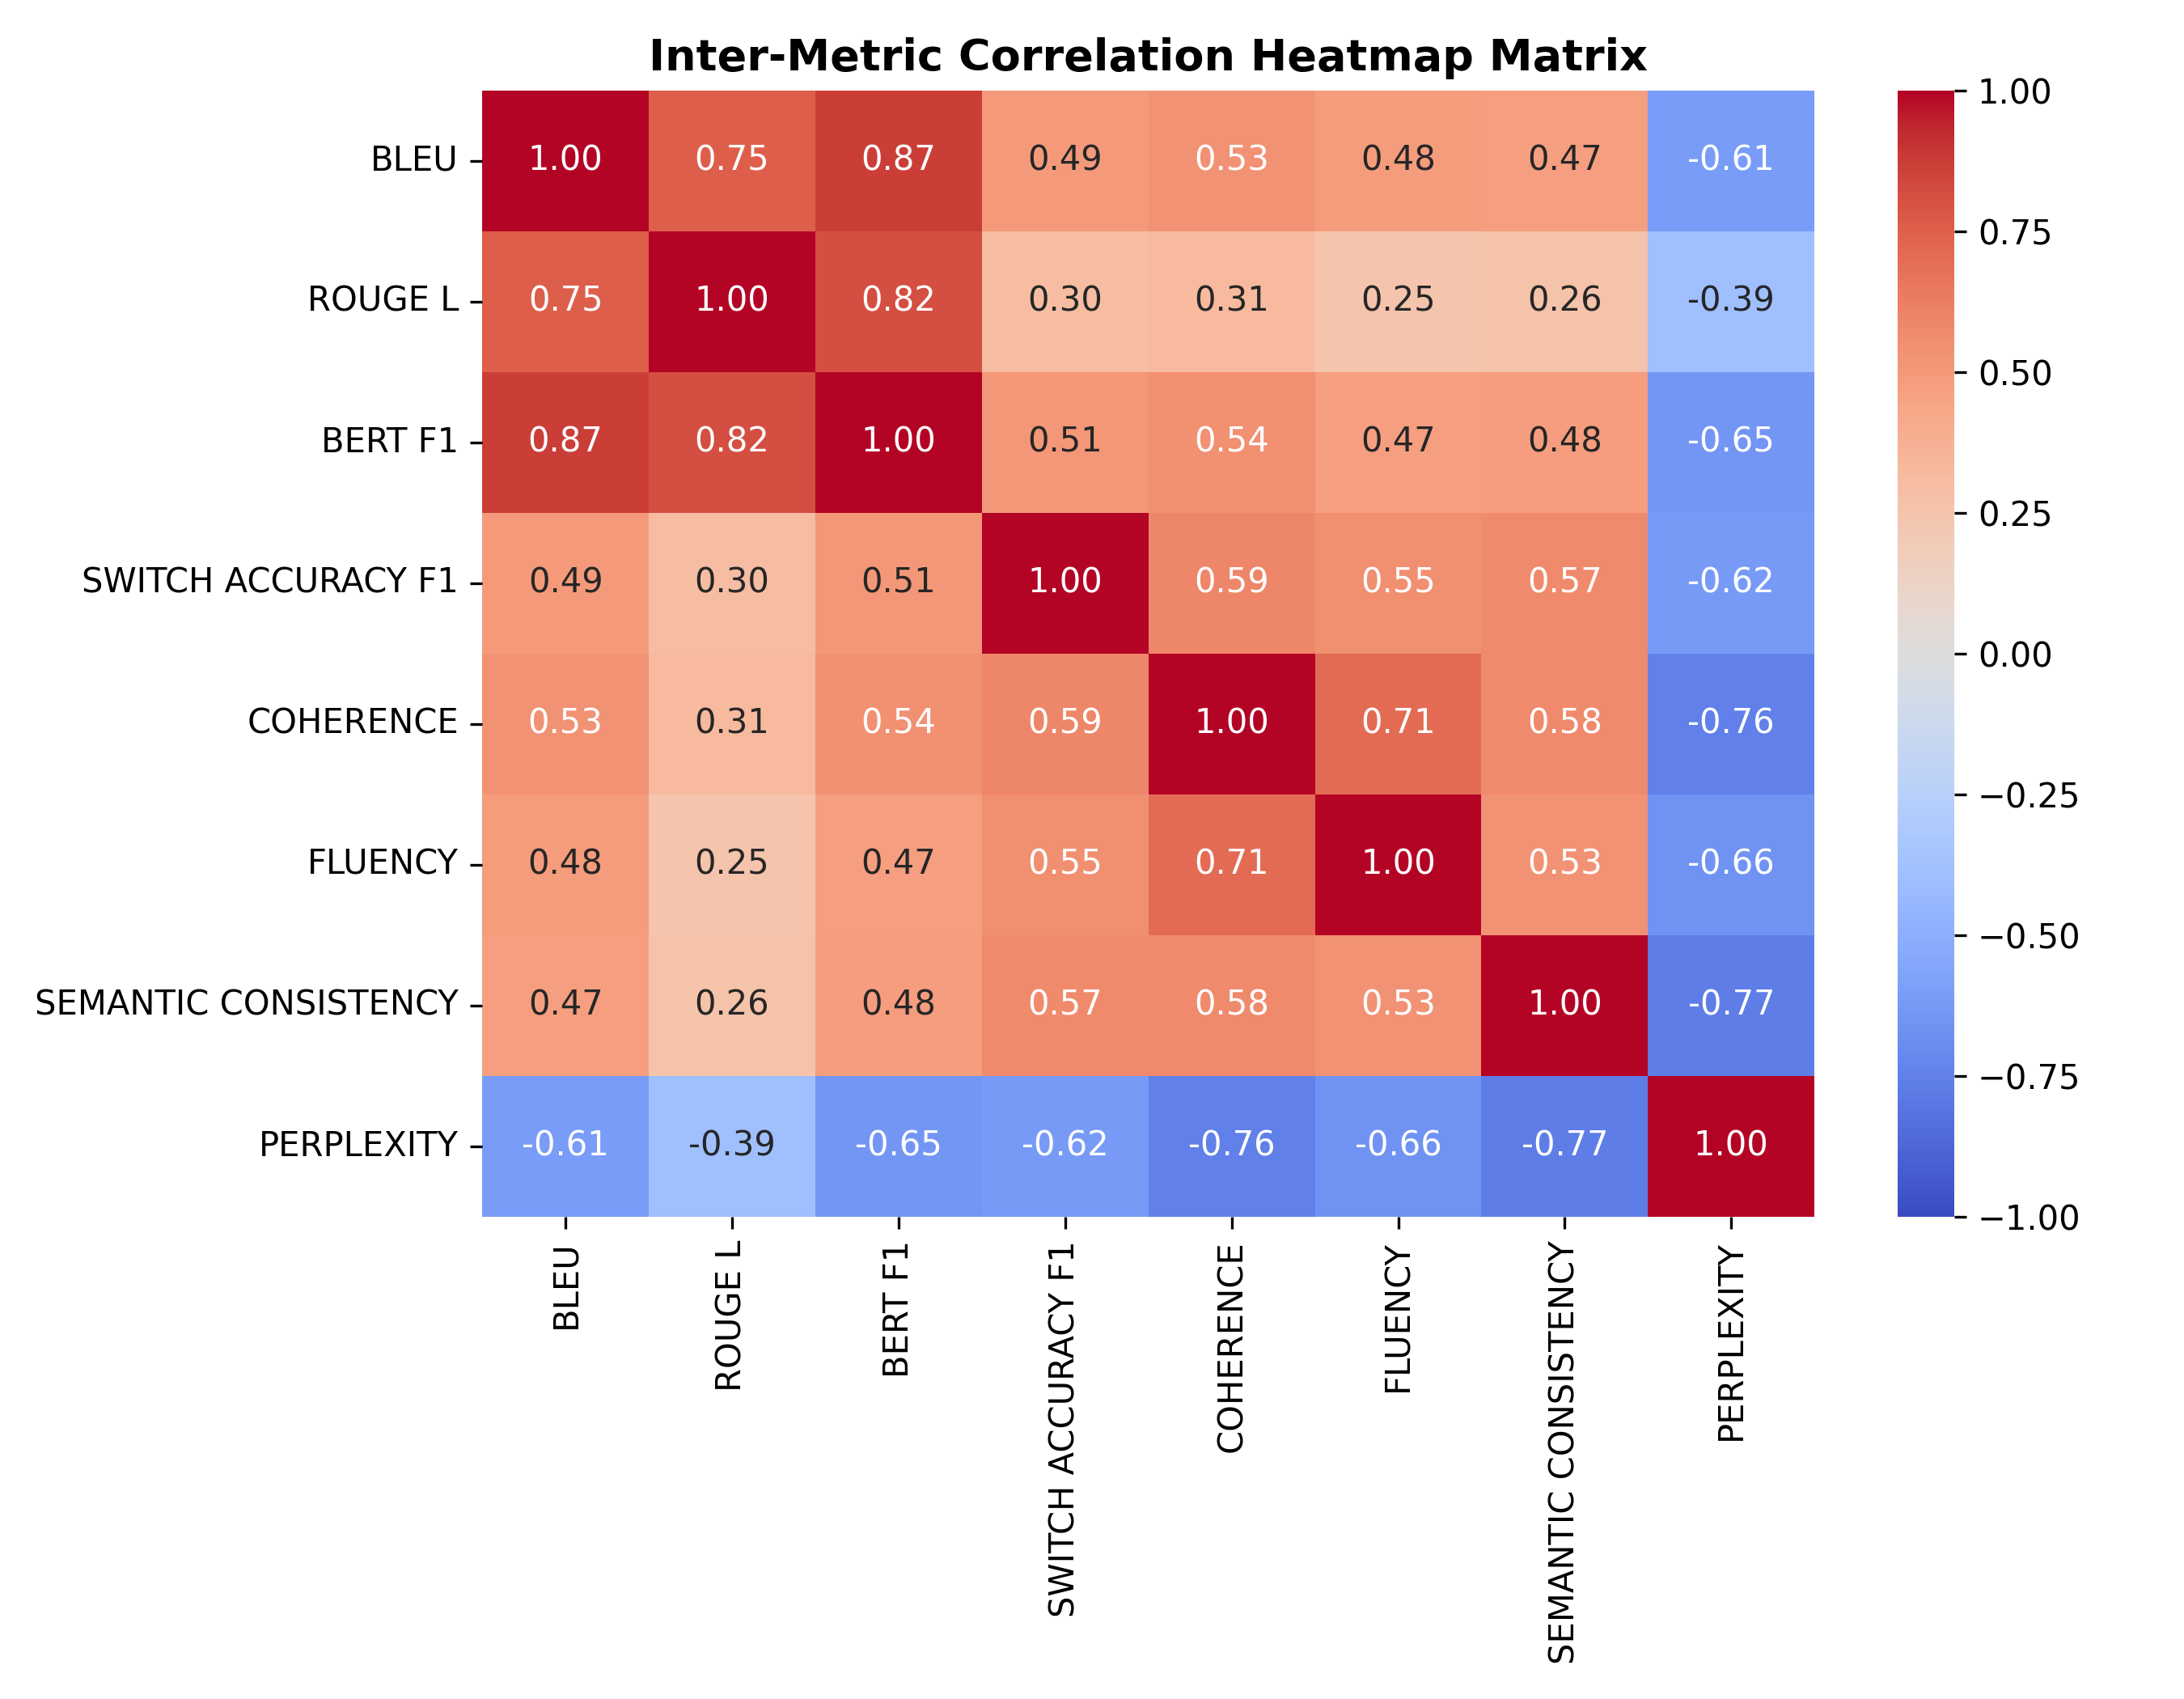 Inter-Metric Correlation Heatmap Matrix
BLEU 1.00 0.75 0.87 0.49 0.53 0.48 0.47 -0.61
ROUGE L 0.75 1.00 0.82 0.30 0.31 0.25 0.26 -0.39
BERT F1 0.87 0.82 1.00 0.51 0.54 0.47 0.48 -0.65
SWITCH ACCURACY F1 0.49 0.30 0.51 1.00 0.59 0.55 0.57 -0.62
COHERENCE 0.53 0.31 0.54 0.59 1.00 0.71 0.58 -0.76
FLUENCY 0.48 0.25 0.47 0.55 0.71 1.00 0.53 -0.66
SEMANTIC CONSISTENCY 0.47 0.26 0.48 0.57 0.58 0.53 1.00 -0.77
PERPLEXITY -0.61 -0.39 -0.65 -0.62 -0.76 -0.66 -0.77 1.00
BLEU
ROUGE L
BERT F1
SWITCH ACCURACY F1
COHERENCE
FLUENCY
SEMANTIC CONSISTENCY
PERPLEXITY
1.00
0.75
0.50
0.25
0.00
−0.25
−0.50
−0.75
−1.00